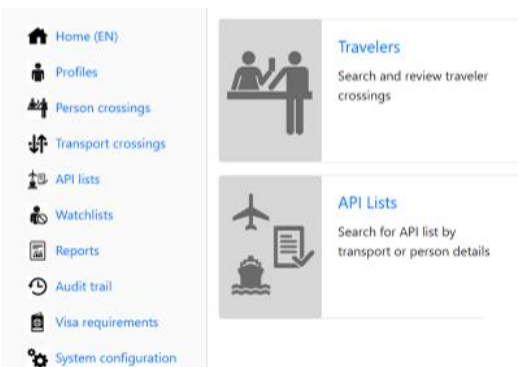 Home (EN)
Profiles
Person crossings
Transport crossings
API lists
Watchlists
Reports
Audit trail
Visa requirements
System configuration
Travelers
Search and review traveler
crossings
API Lists
Search for API list by
transport or person details